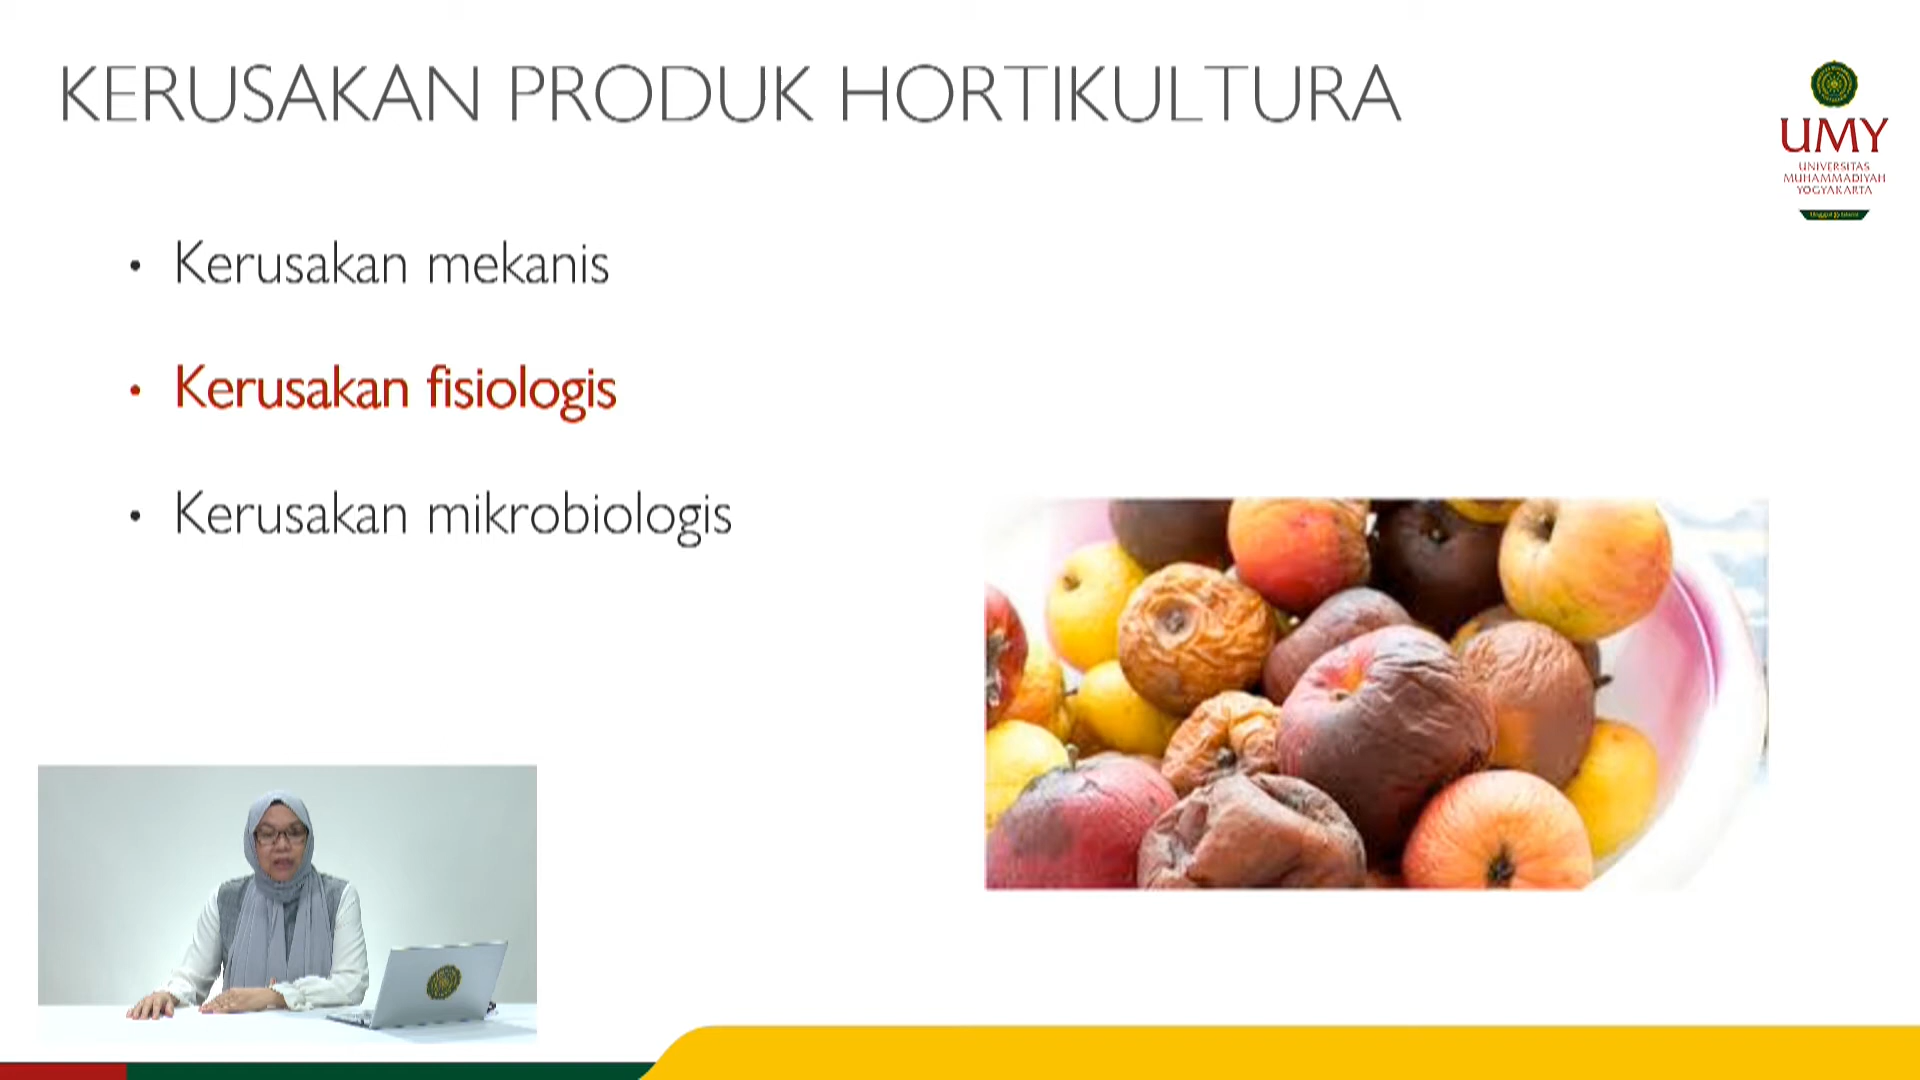 KERUSAKAN PRODUK HORTIKULTURA
UMY
UNIVERSITAS
MUHAMMADIYAH
YOGYAKARTA
• Kerusakan mekanis
• Kerusakan fisiologis
• Kerusakan mikrobiologis